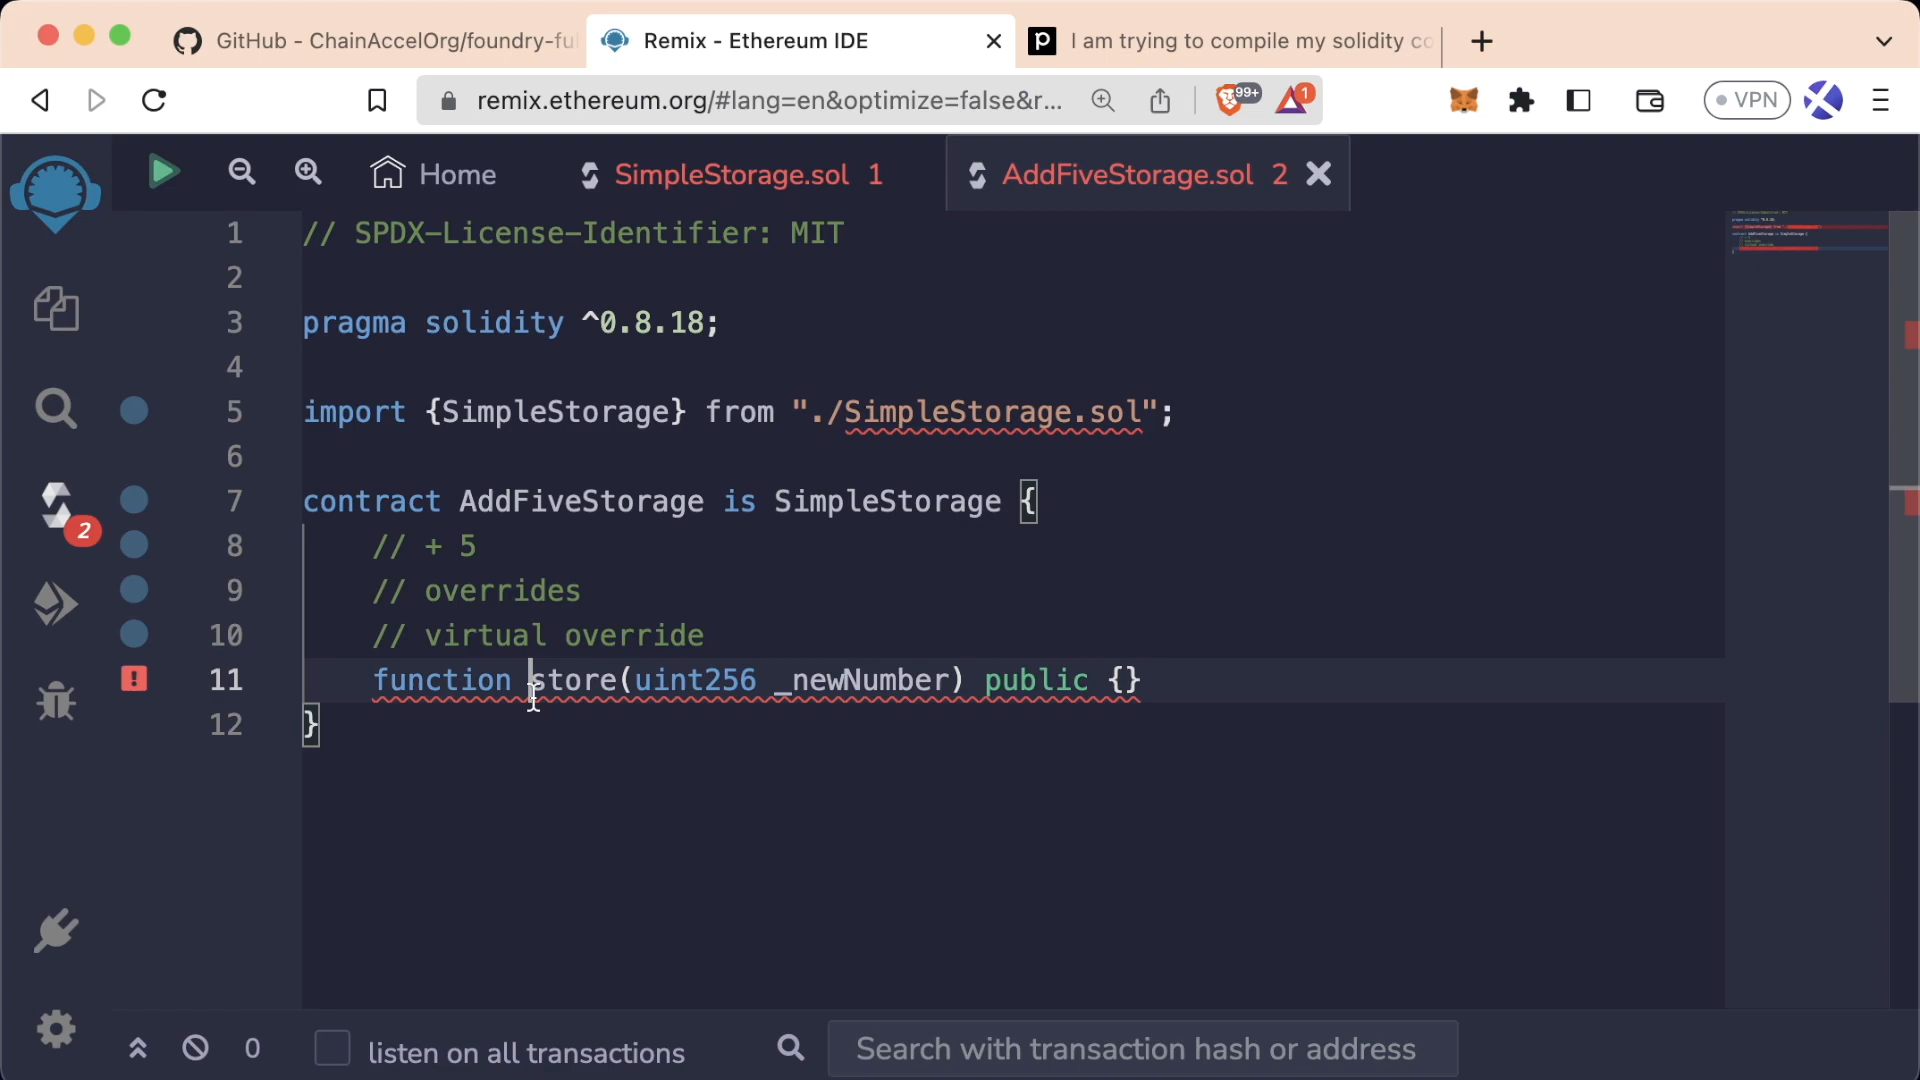 GitHub - ChainAccelOrg/foundry-ful
Remix - Ethereum IDE
I am trying to compile my solidity co
remix.ethereum.org/#lang=en&optimize=false&r...
99+
1
VPN
Home
SimpleStorage.sol 1
AddFiveStorage.sol 2
1 // SPDX-License-Identifier: MIT
2
3 pragma solidity ^0.8.18;
4
5 import {SimpleStorage} from "./SimpleStorage.sol";
6
7 contract AddFiveStorage is SimpleStorage {
2
8 // + 5
9 // overrides
10 // virtual override
11 function store(uint256 _newNumber) public {}
12 }
0
listen on all transactions
Search with transaction hash or address